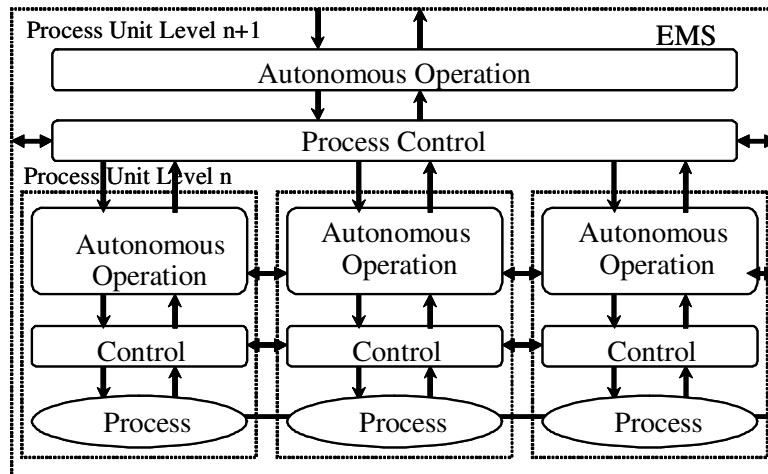 Process Unit Level n+1
EMS
Autonomous Operation
Process Control
Process Unit Level n
Autonomous
Operation
Autonomous
Operation
Autonomous
Operation
Control
Control
Control
Process
Process
Process